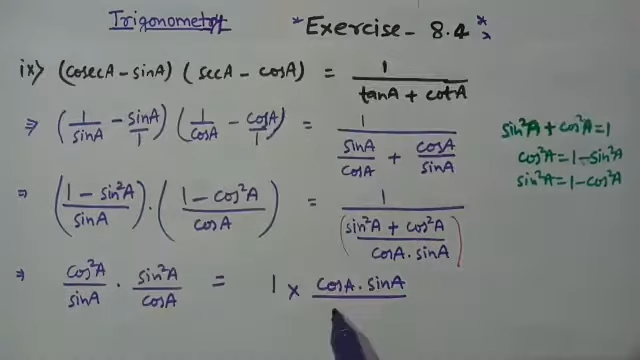 Trigonometry * Exercise - 8.4 *
ix> (cosecA - sinA) (secA - cosA) = 1/(tanA + cotA)
⇒ (1/sinA - sinA/1) (1/cosA - cosA/1) = 1/(sinA/cosA + cosA/sinA)
sin²A + cos²A = 1
cos²A = 1 - sin²A
sin²A = 1 - cos²A
⇒ ((1 - sin²A)/sinA) . ((1 - cos²A)/cosA) = 1/((sin²A + cos²A)/(cosA . sinA))
⇒ cos²A/sinA . sin²A/cosA = 1 × cosA . sinA/